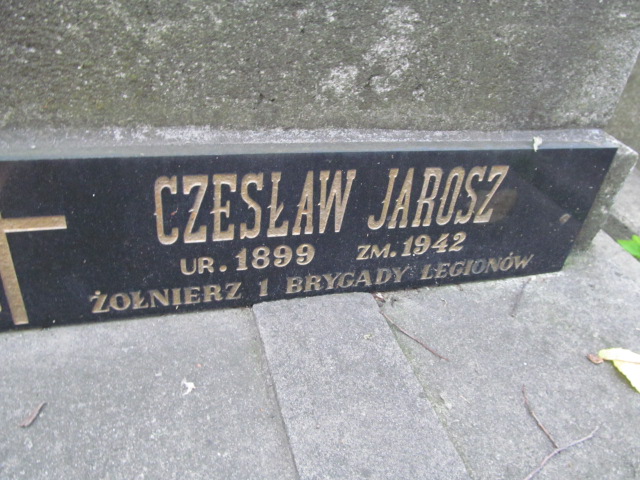 CZESŁAW JAROSZ
UR. 1899 ZM. 1942
ŻOŁNIERZ 1 BRYGADY LEGIONÓW